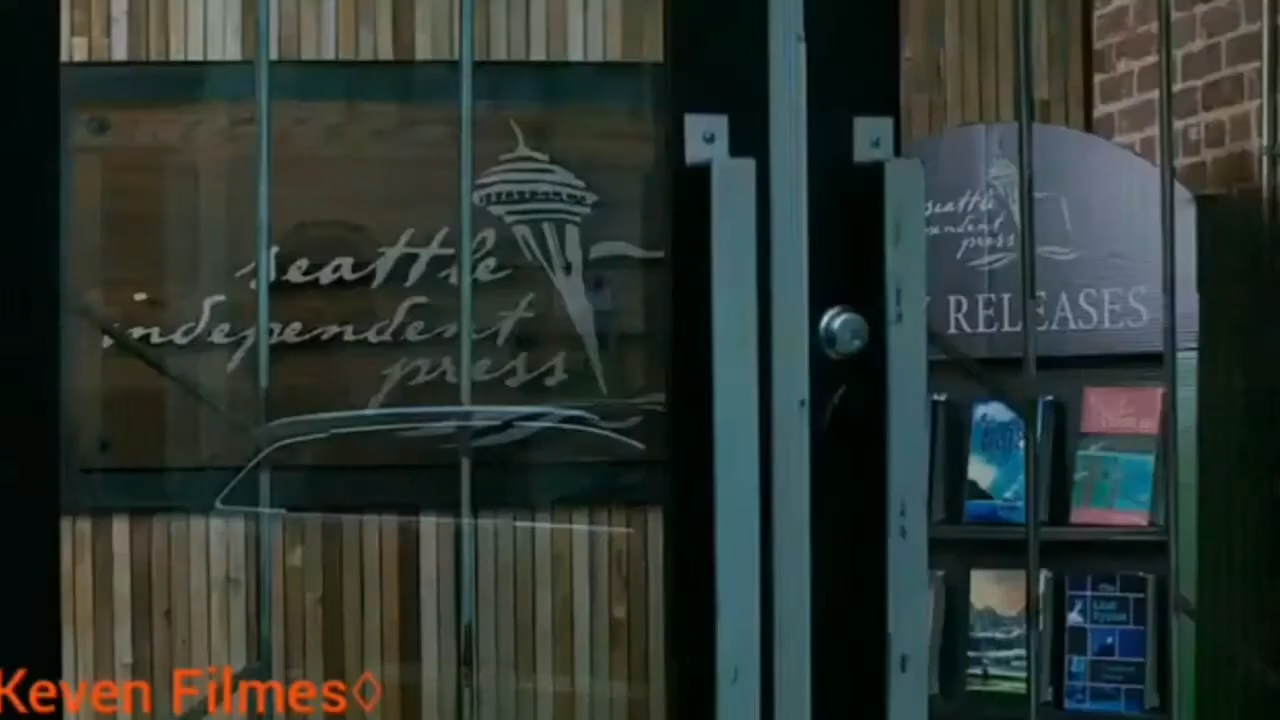 seattle
independent
press
seattle
independent
press
RELEASES
Keven Filmes◊